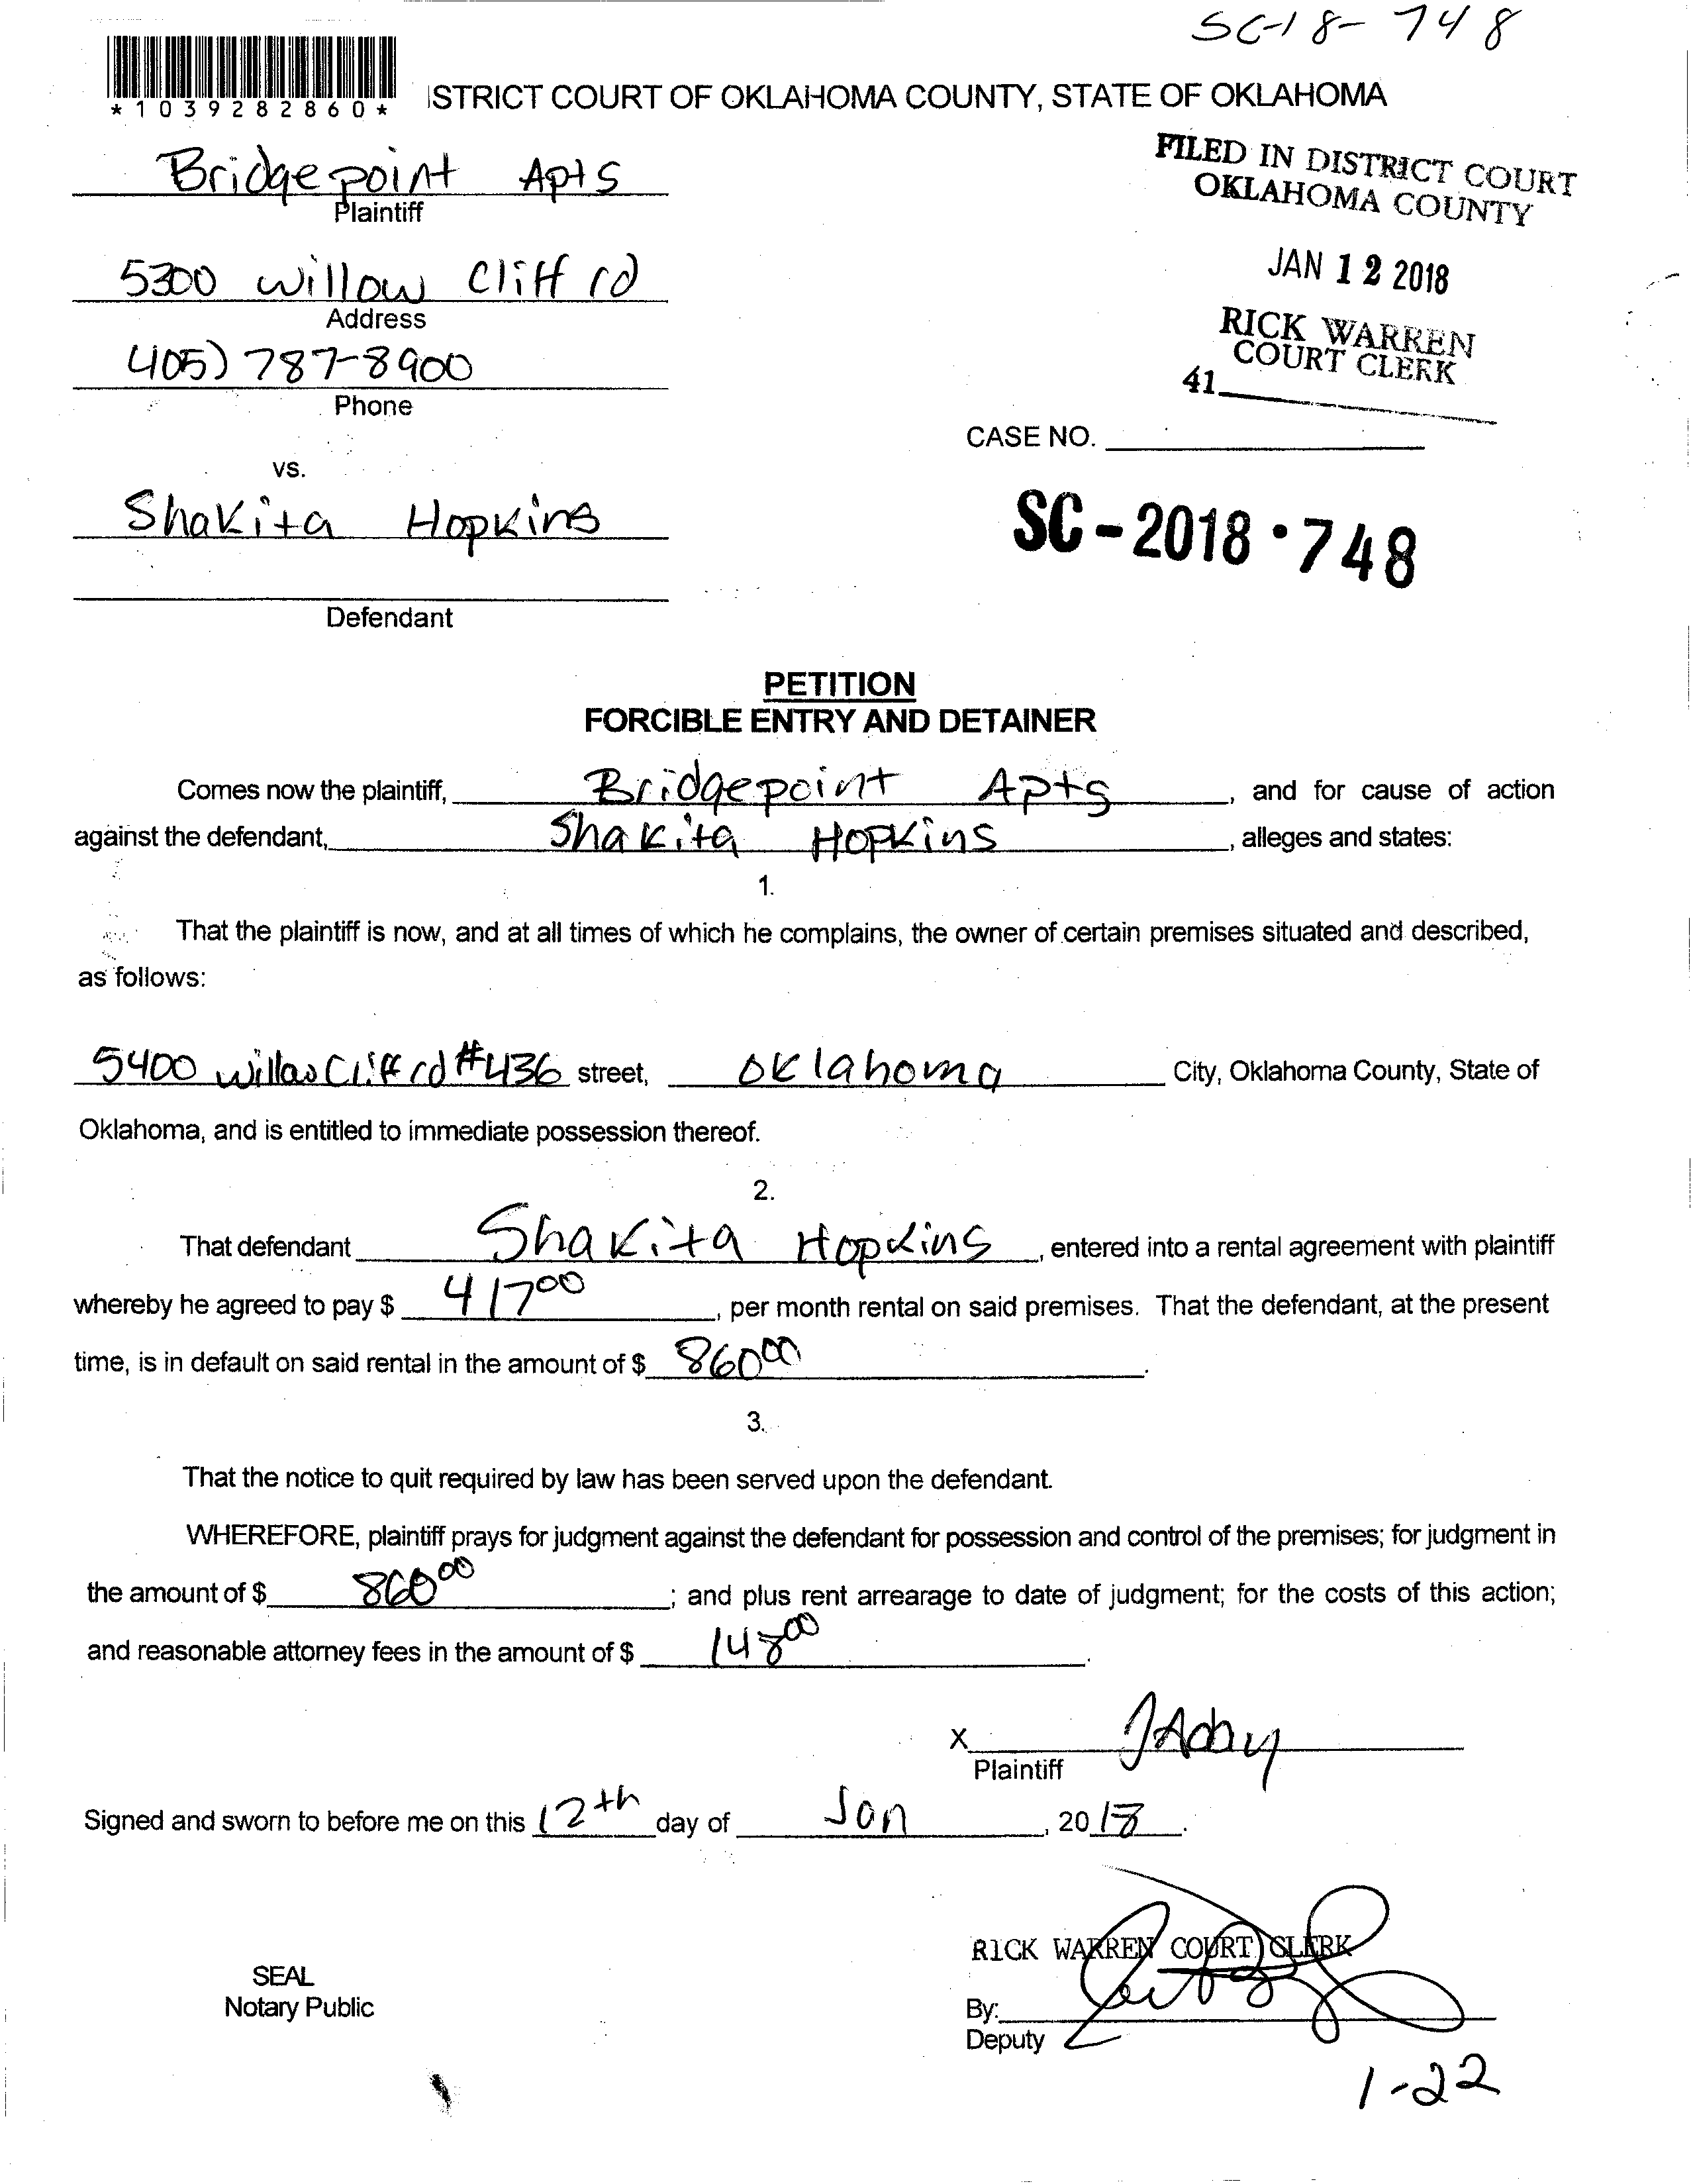 SC-18-748
*1039282860*
ISTRICT COURT OF OKLAHOMA COUNTY, STATE OF OKLAHOMA
FILED IN DISTRICT COURT
OKLAHOMA COUNTY
JAN 12 2018
RICK WARREN
COURT CLERK
41
Bridgepoint Apts
Plaintiff
5300 willow Cliff rd
Address
405) 787-8900
Phone
CASE NO.
vs.
Shakita Hopkins
SC-2018·748
Defendant
PETITION
FORCIBLE ENTRY AND DETAINER
Comes now the plaintiff, Bridgepoint Apts, and for cause of action
against the defendant, Shakita Hopkins, alleges and states:
1.
That the plaintiff is now, and at all times of which he complains, the owner of certain premises situated and described,
as follows:
5400 willow Cliff rd #436 street, Oklahoma City, Oklahoma County, State of
Oklahoma, and is entitled to immediate possession thereof.
2.
That defendant Shakita Hopkins, entered into a rental agreement with plaintiff
whereby he agreed to pay $ 417 00, per month rental on said premises. That the defendant, at the present
time, is in default on said rental in the amount of $ 860 00.
3.
That the notice to quit required by law has been served upon the defendant.
WHEREFORE, plaintiff prays for judgment against the defendant for possession and control of the premises; for judgment in
the amount of $ 860 00; and plus rent arrearage to date of judgment; for the costs of this action;
and reasonable attorney fees in the amount of $ 148 00.
X
Plaintiff
Signed and sworn to before me on this 12th day of Jan, 2018.
RICK WARREN COURT CLERK
SEAL
Notary Public
By:
Deputy
1-22